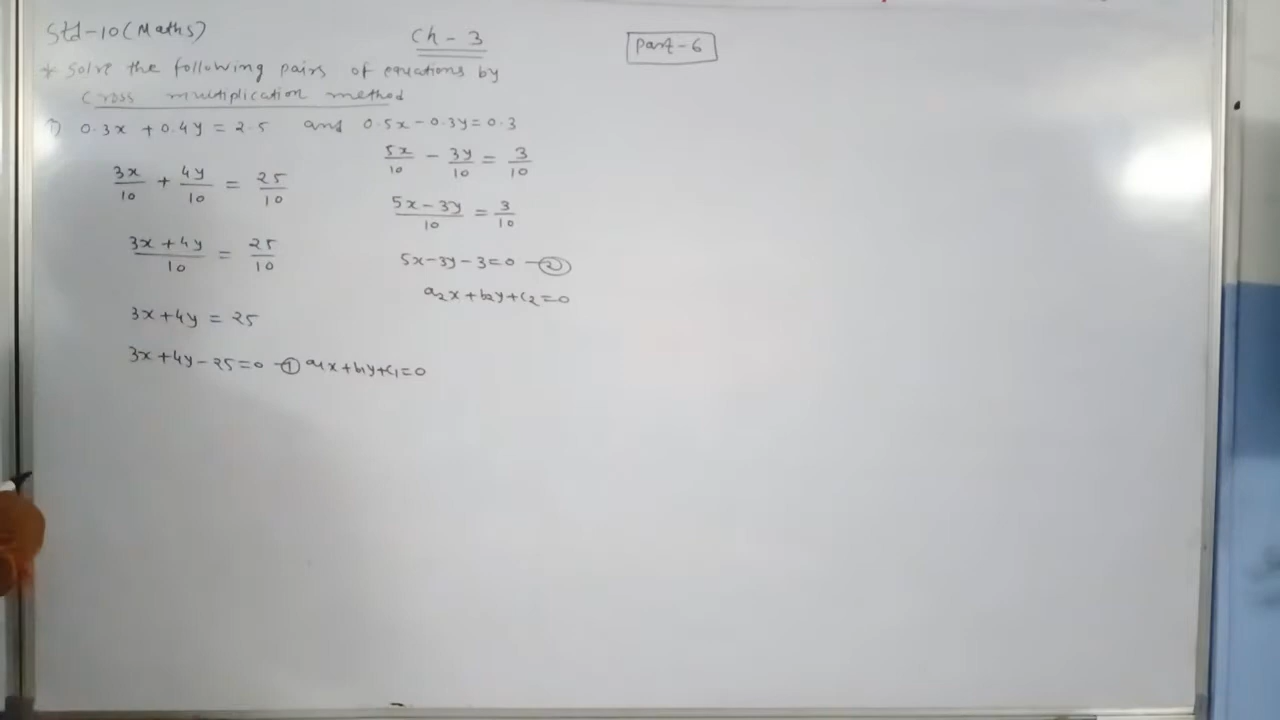 Std-10 (Maths)
Ch - 3
Part - 6
* Solve the following pairs of equations by
cross multiplication method
1) 0.3x + 0.4y = 2.5 and 0.5x - 0.3y = 0.3
3x/10 + 4y/10 = 25/10
3x + 4y/10 = 25/10
3x + 4y = 25
3x + 4y - 25 = 0 - ① a1x + b1y + c1 = 0
5x/10 - 3y/10 = 3/10
5x - 3y/10 = 3/10
5x - 3y - 3 = 0 - ②
a2x + b2y + c2 = 0